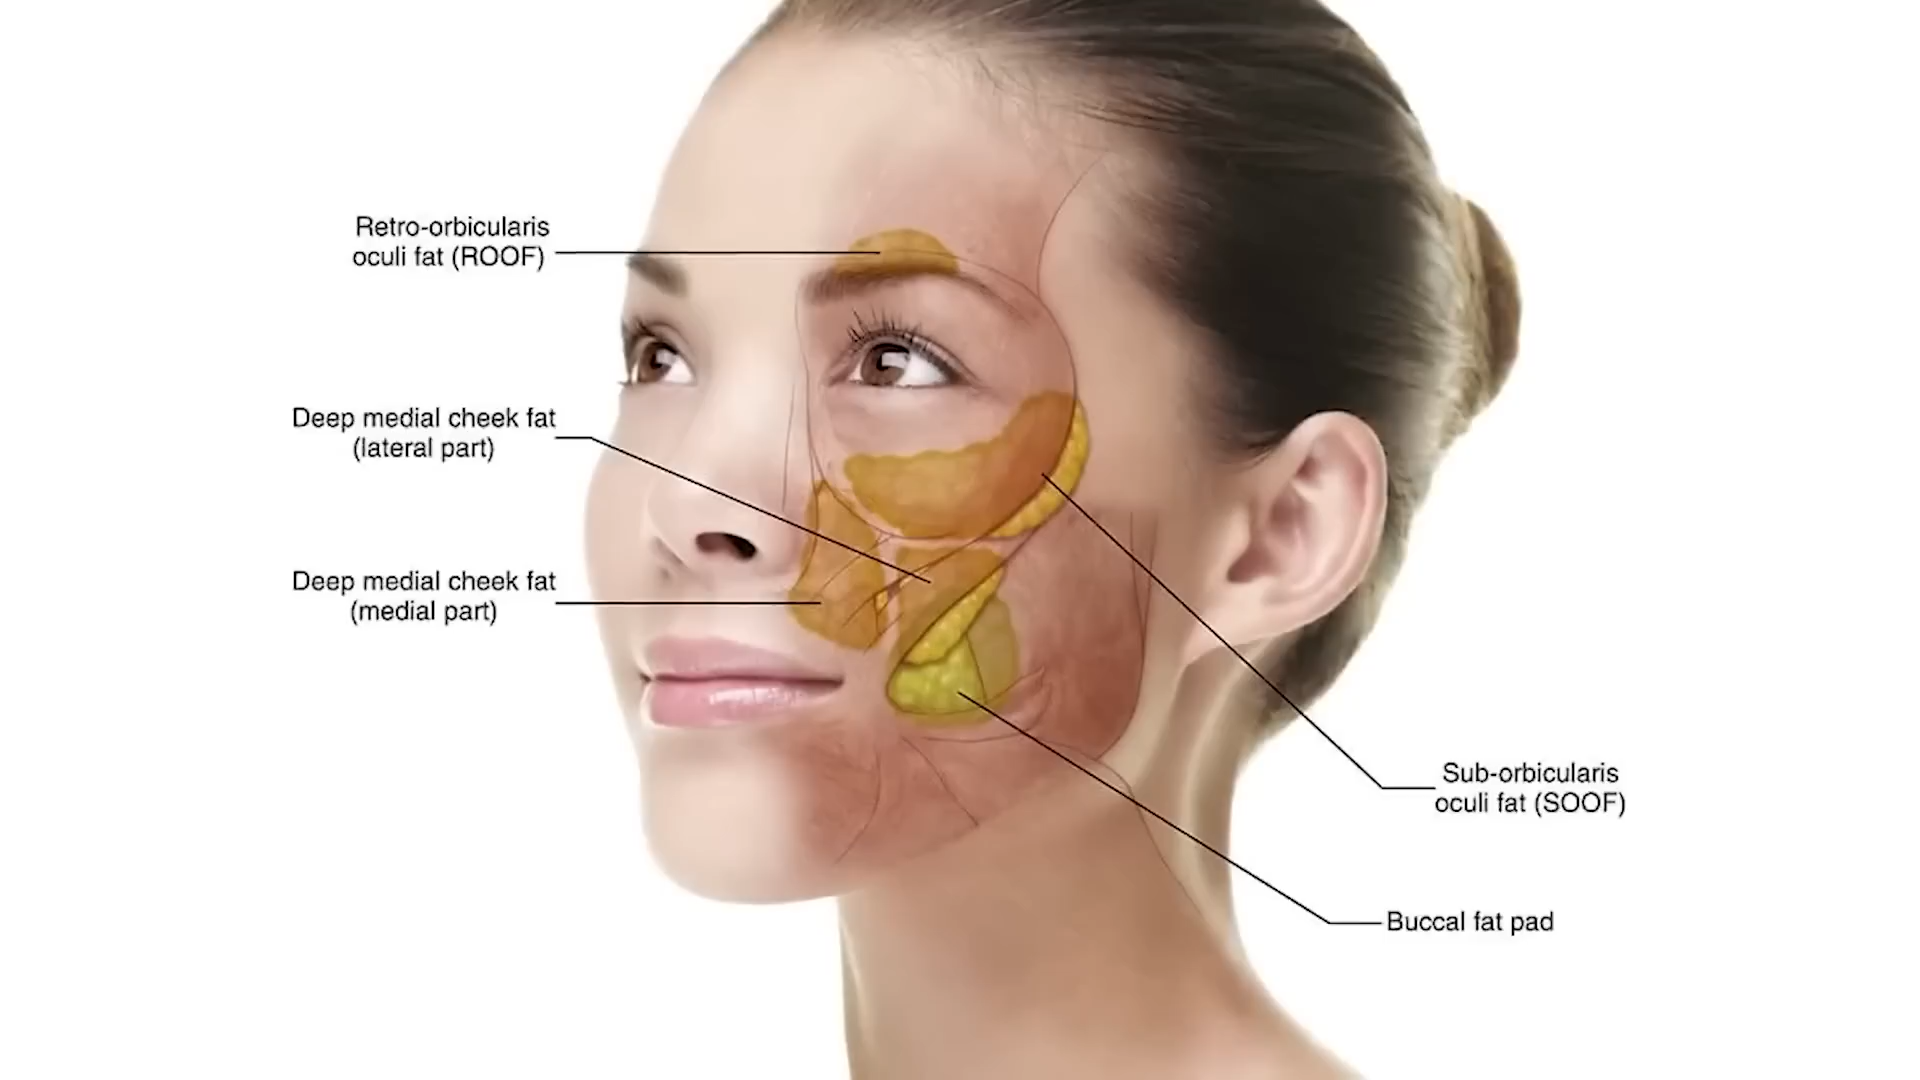 Retro-orbicularis
oculi fat (ROOF)
Deep medial cheek fat
(lateral part)
Deep medial cheek fat
(medial part)
Sub-orbicularis
oculi fat (SOOF)
Buccal fat pad